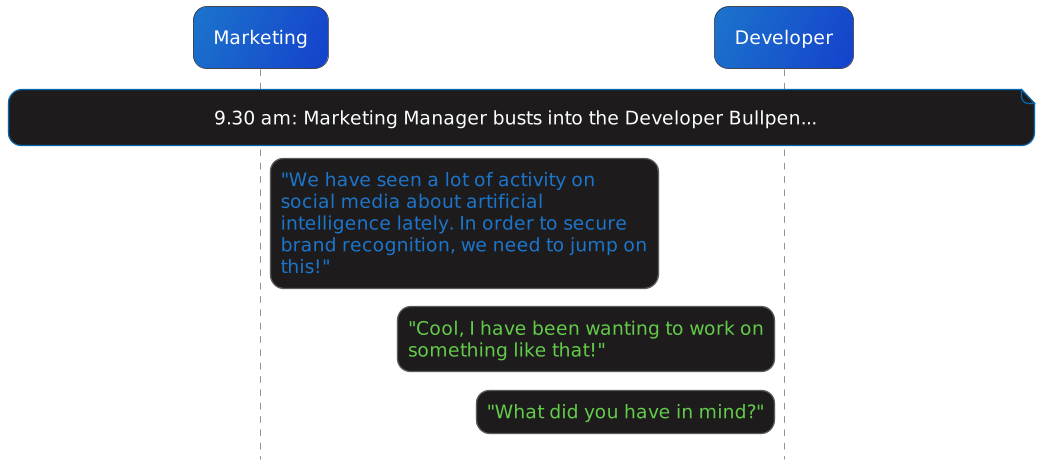 Marketing
Developer
9.30 am: Marketing Manager busts into the Developer Bullpen...
"We have seen a lot of activity on
social media about artificial
intelligence lately. In order to secure
brand recognition, we need to jump on
this!"
"Cool, I have been wanting to work on
something like that!"
"What did you have in mind?"